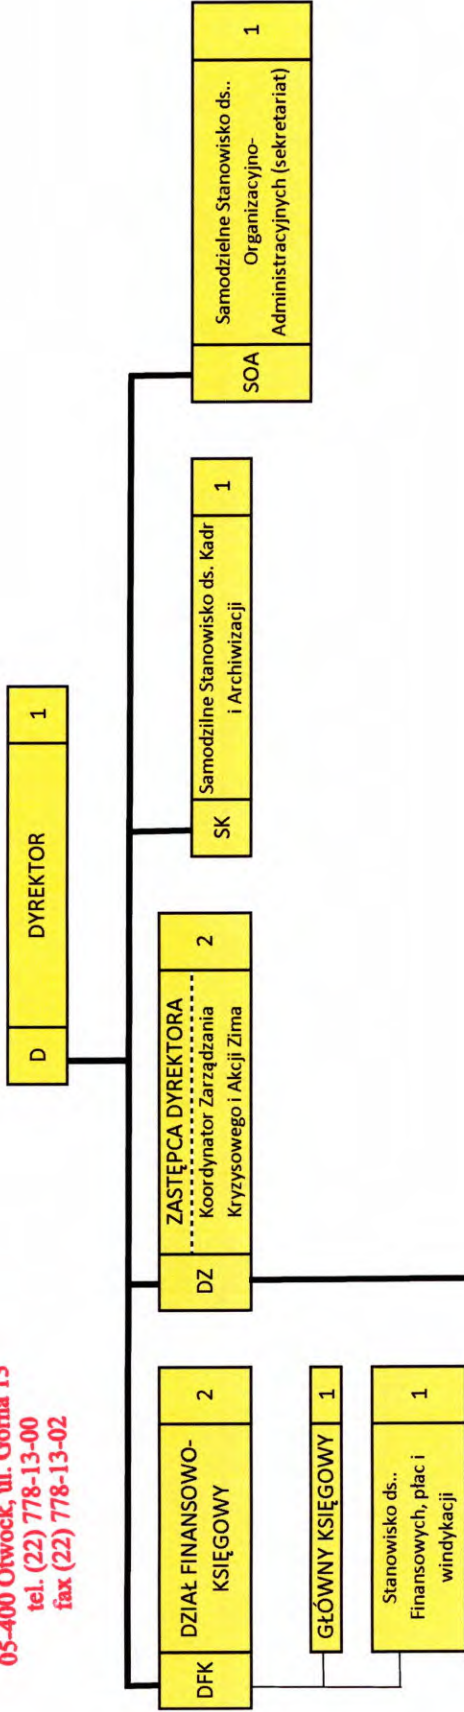 05-400 Otwock, ul. Górna 13
tel. (22) 778-13-00
fax (22) 778-13-02
D DYREKTOR 1
DFK DZIAŁ FINANSOWO-
KSIĘGOWY 2
GŁÓWNY KSIĘGOWY 1
Stanowisko ds..
Finansowych, płac i
windykacji 1
DZ ZASTĘPCA DYREKTORA 2
Koordynator Zarządzania
Kryzysowego i Akcji Zima
SK Samodzilne Stanowisko ds. Kadr
i Archiwizacji 1
SOA Samodzielne Stanowisko ds..
Organizacyjno-
Administracyjnych (sekretariat) 1